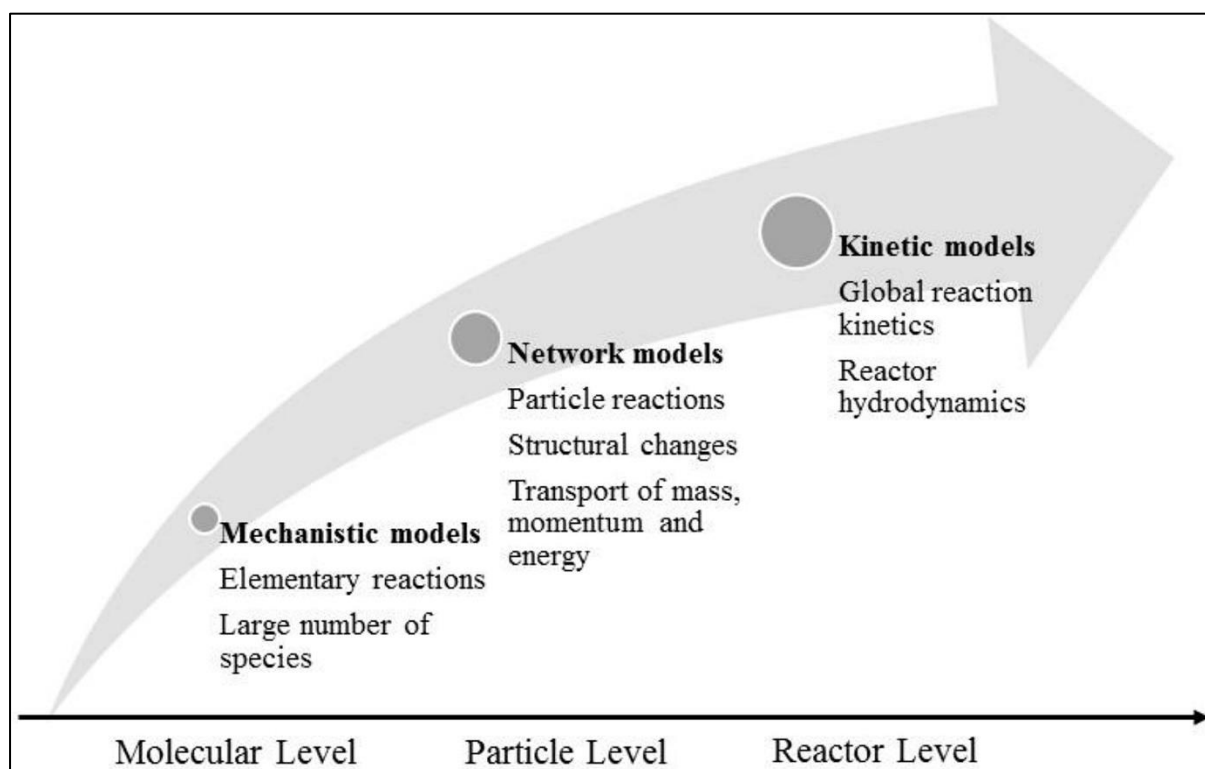 Kinetic models
Global reaction
kinetics
Reactor
hydrodynamics
Network models
Particle reactions
Structural changes
Transport of mass,
momentum and
energy
Mechanistic models
Elementary reactions
Large number of
species
Molecular Level
Particle Level
Reactor Level